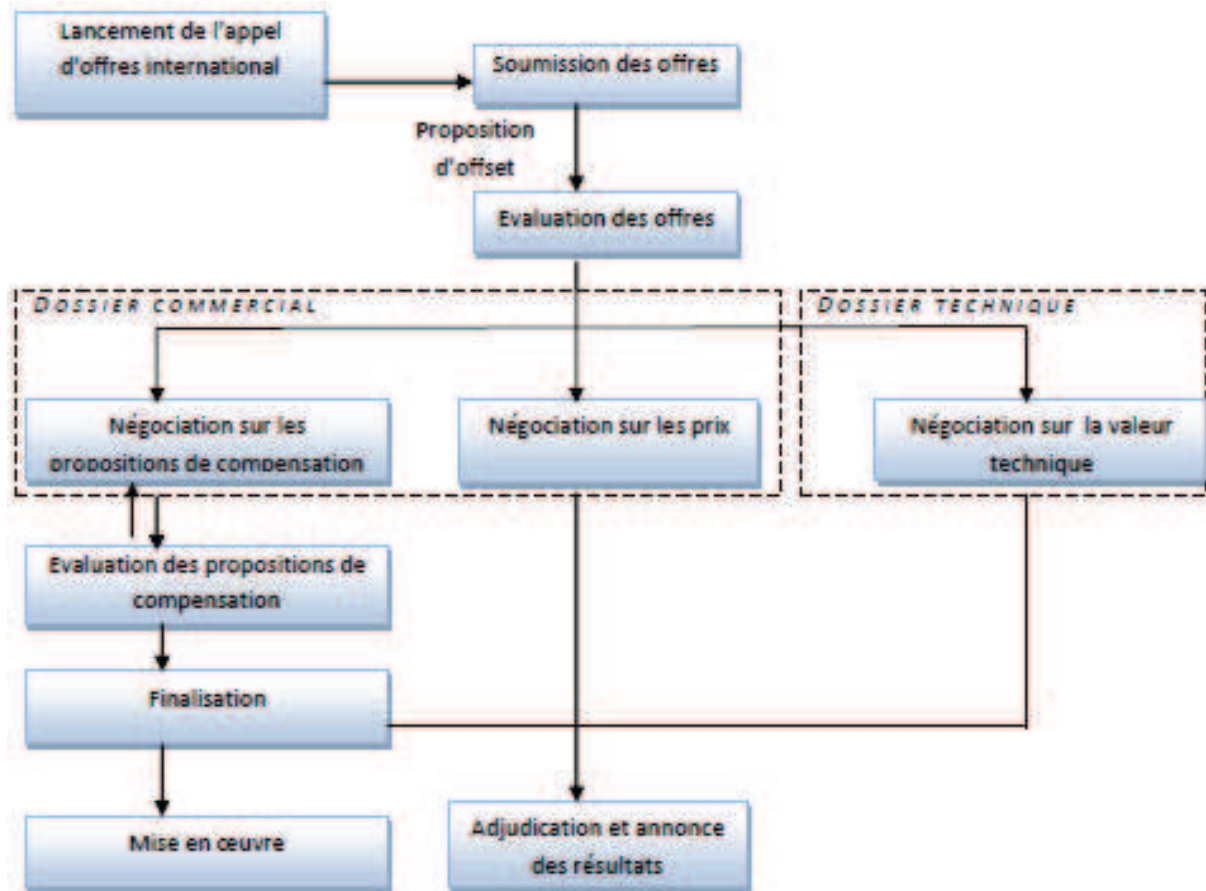 Lancement de l'appel
d'offres international
Soumission des offres
Proposition
d'offset
Evaluation des offres
DOSSIER COMMERCIAL
DOSSIER TECHNIQUE
Négociation sur les
propositions de compensation
Négociation sur les prix
Négociation sur la valeur
technique
Evaluation des propositions de
compensation
Finalisation
Mise en œuvre
Adjudication et annonce
des résultats